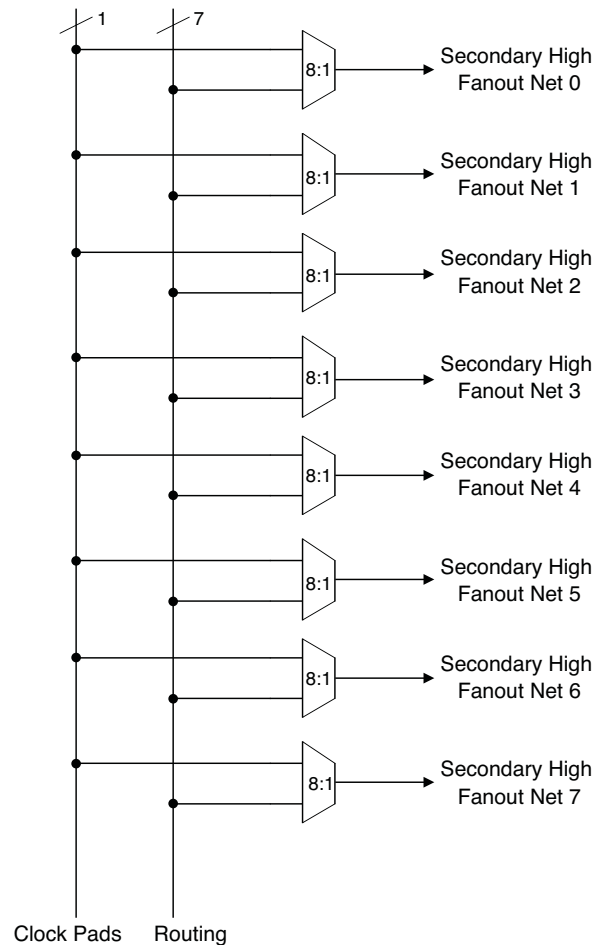 1
7
8:1
Secondary High
Fanout Net 0
8:1
Secondary High
Fanout Net 1
8:1
Secondary High
Fanout Net 2
8:1
Secondary High
Fanout Net 3
8:1
Secondary High
Fanout Net 4
8:1
Secondary High
Fanout Net 5
8:1
Secondary High
Fanout Net 6
8:1
Secondary High
Fanout Net 7
Clock Pads
Routing